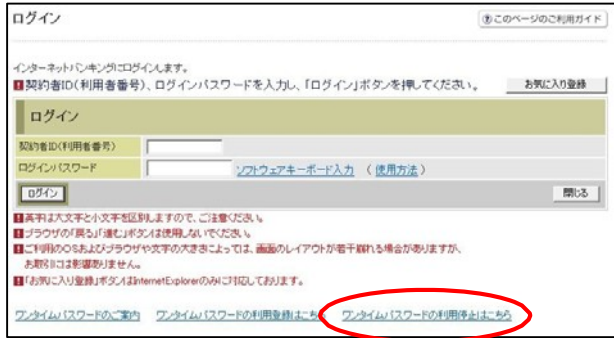 ログイン
?このページのご利用ガイド
インターネットバンキングにログインします。
!契約者ID(利用者番号)、ログインパスワードを入力し、「ログイン」ボタンを押してください。
お気に入り登録
ログイン
契約者ID(利用者番号)
ログインパスワード
ソフトウェアキーボード入力 (使用方法)
ログイン
閉じる
!英字は大文字と小文字を区別しますので、ご注意ください。
!ブラウザの「戻る」「進む」ボタンは使用しないでください。
!ご利用のOSおよびブラウザや文字の大きさによっては、画面のレイアウトが若干崩れる場合がありますが、
お取引には影響ありません。
!「お気に入り登録」ボタンはInternetExplorerのみに対応しております。
ワンタイムパスワードのご案内 ワンタイムパスワードの利用登録はこちら ワンタイムパスワードの利用停止はこちら